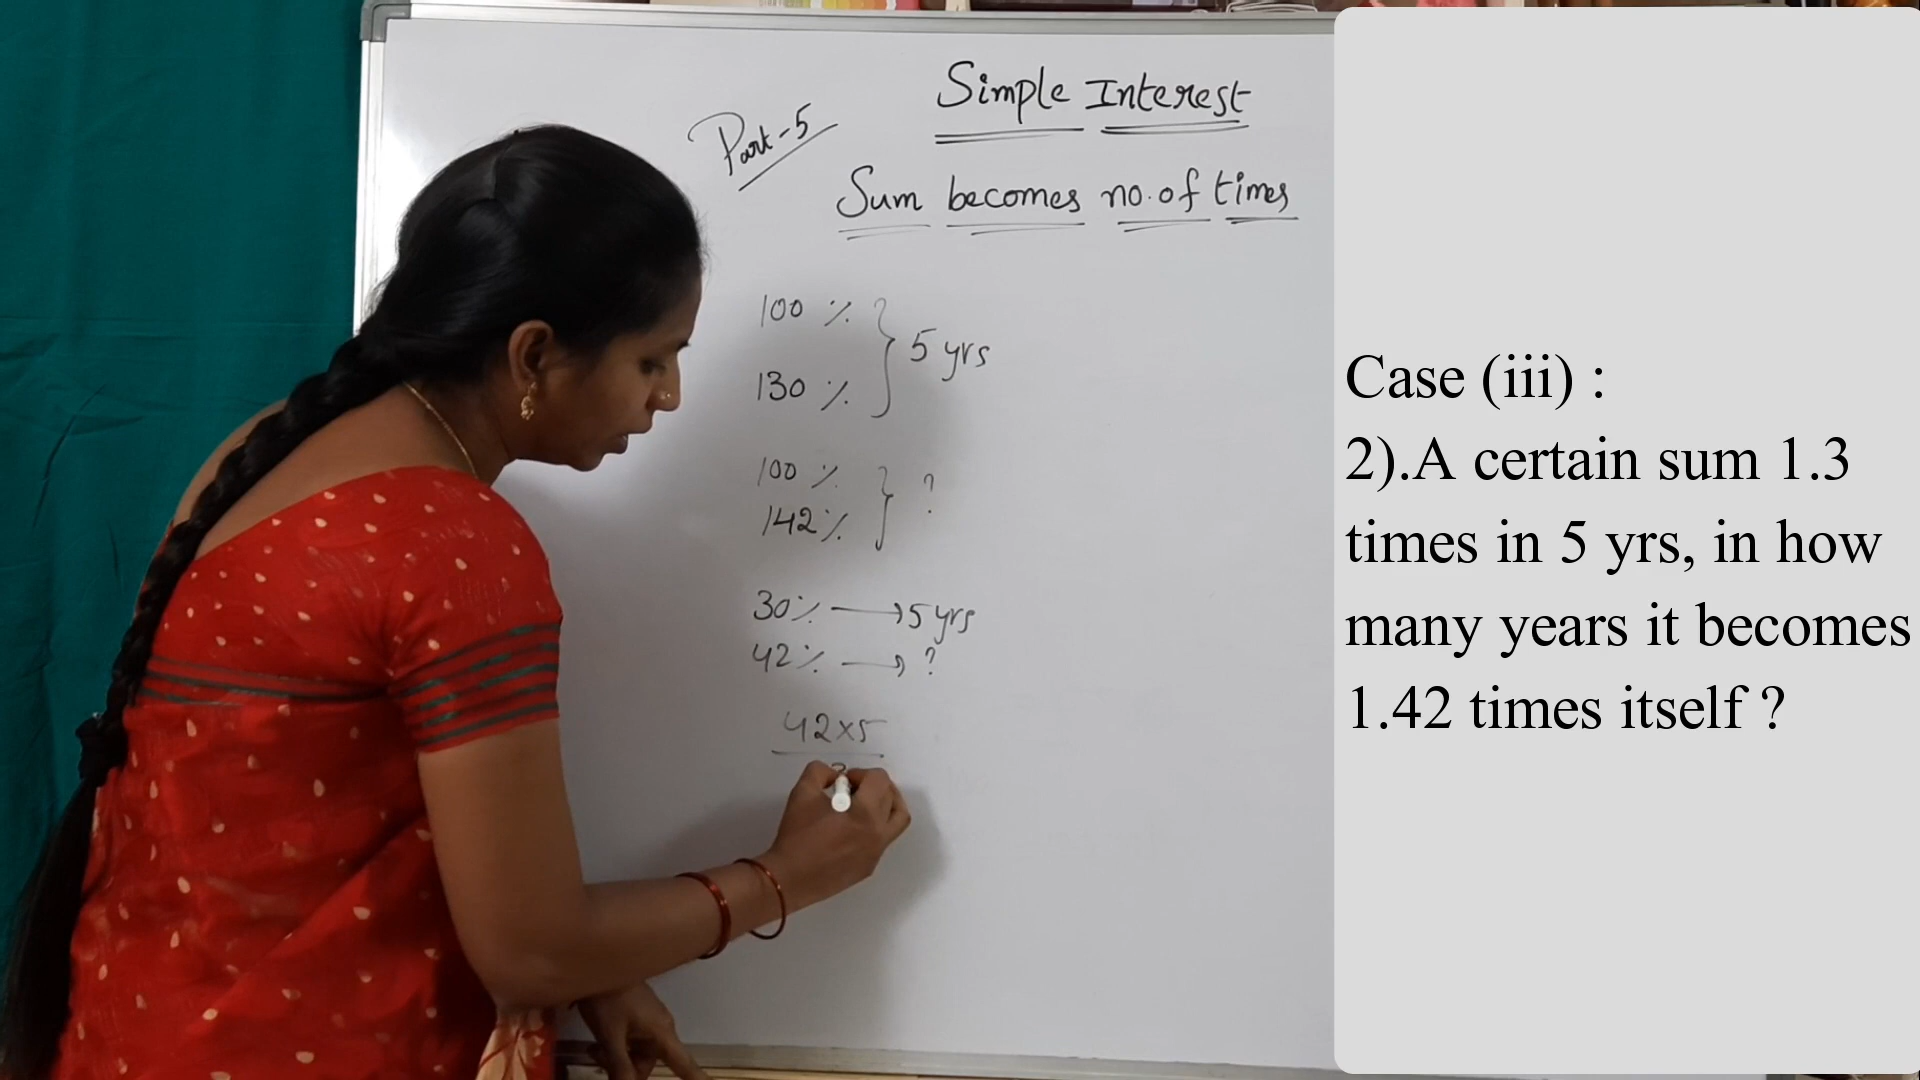 Part-5
Simple Interest
Sum becomes no. of times
100 %
130 %
5 yrs
100 %
142 %
?
30% → 5 yrs
42% → ?
42x5
Case (iii) :
2).A certain sum 1.3
times in 5 yrs, in how
many years it becomes
1.42 times itself ?